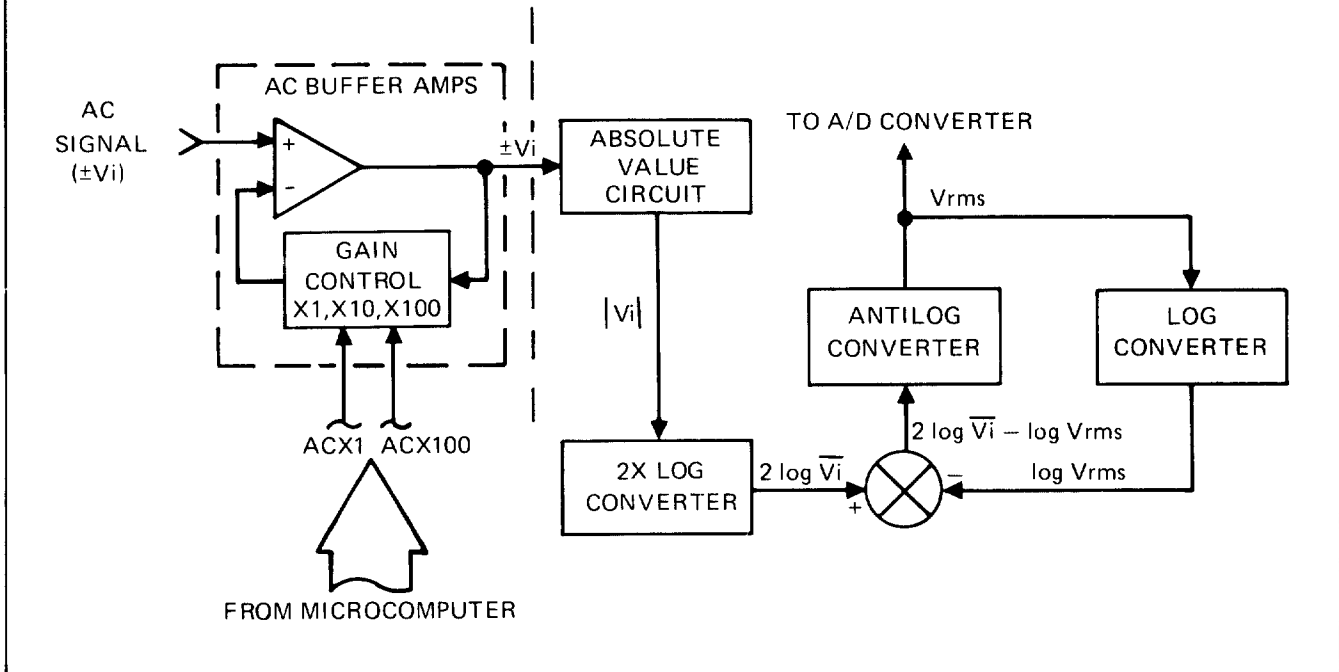 AC BUFFER AMPS
AC
SIGNAL
(±Vi)
+
−
±Vi
GAIN
CONTROL
X1,X10,X100
ACX1 ACX100
FROM MICROCOMPUTER
ABSOLUTE
VALUE
CIRCUIT
|Vi|
2X LOG
CONVERTER
2 log V̅i̅
+
−
2 log V̅i̅ − log Vrms
log Vrms
ANTILOG
CONVERTER
LOG
CONVERTER
Vrms
TO A/D CONVERTER